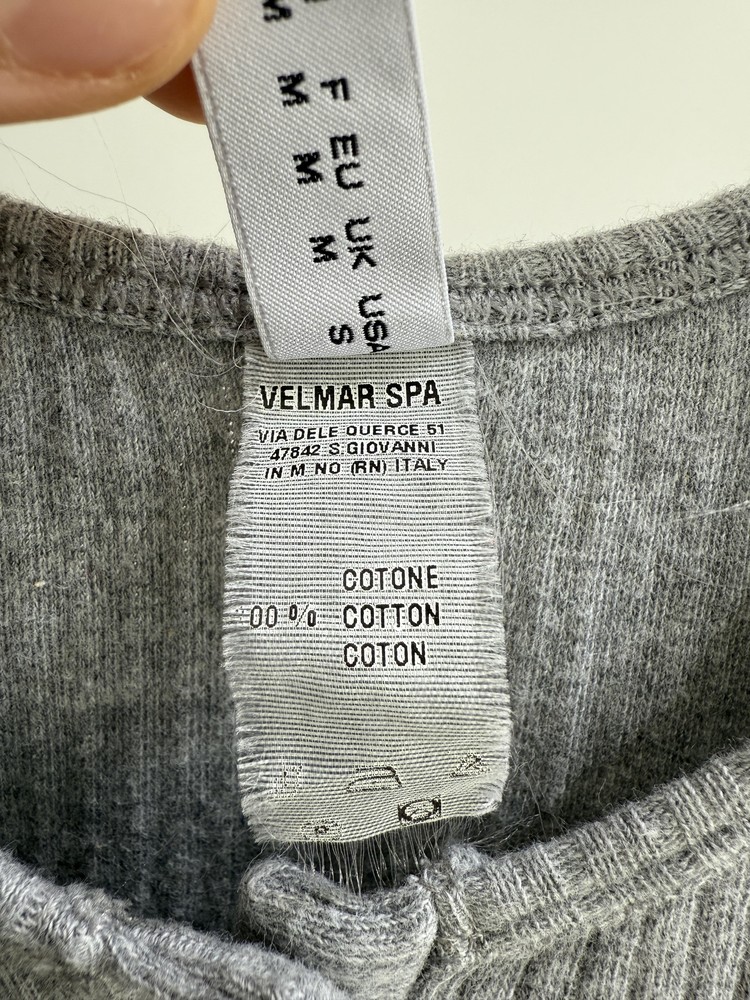 M
F
M
EU
M
UK
M
USA
S
VELMAR SPA
VIA DELE QUERCE 51
47842 S.GIOVANNI
IN M NO (RN) ITALY
COTONE
00 % COTTON
COTON